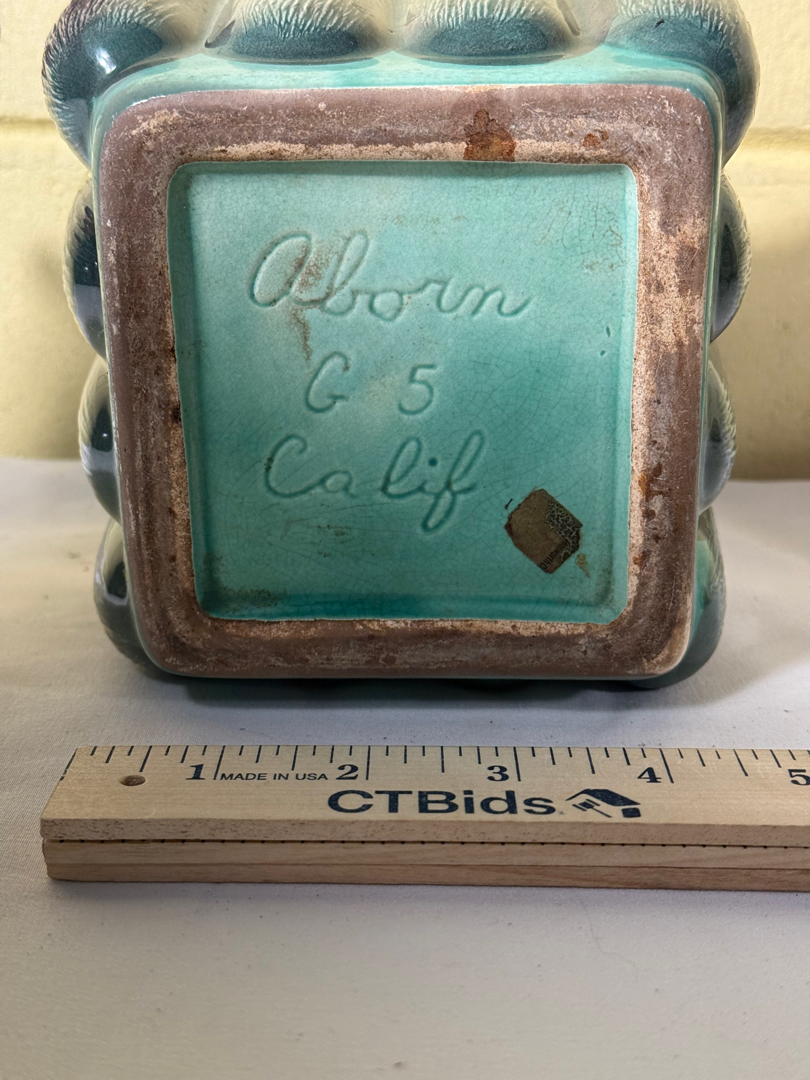 Aborn
G 5
Calif
1 MADE IN USA 2 3 4 5
CTBids